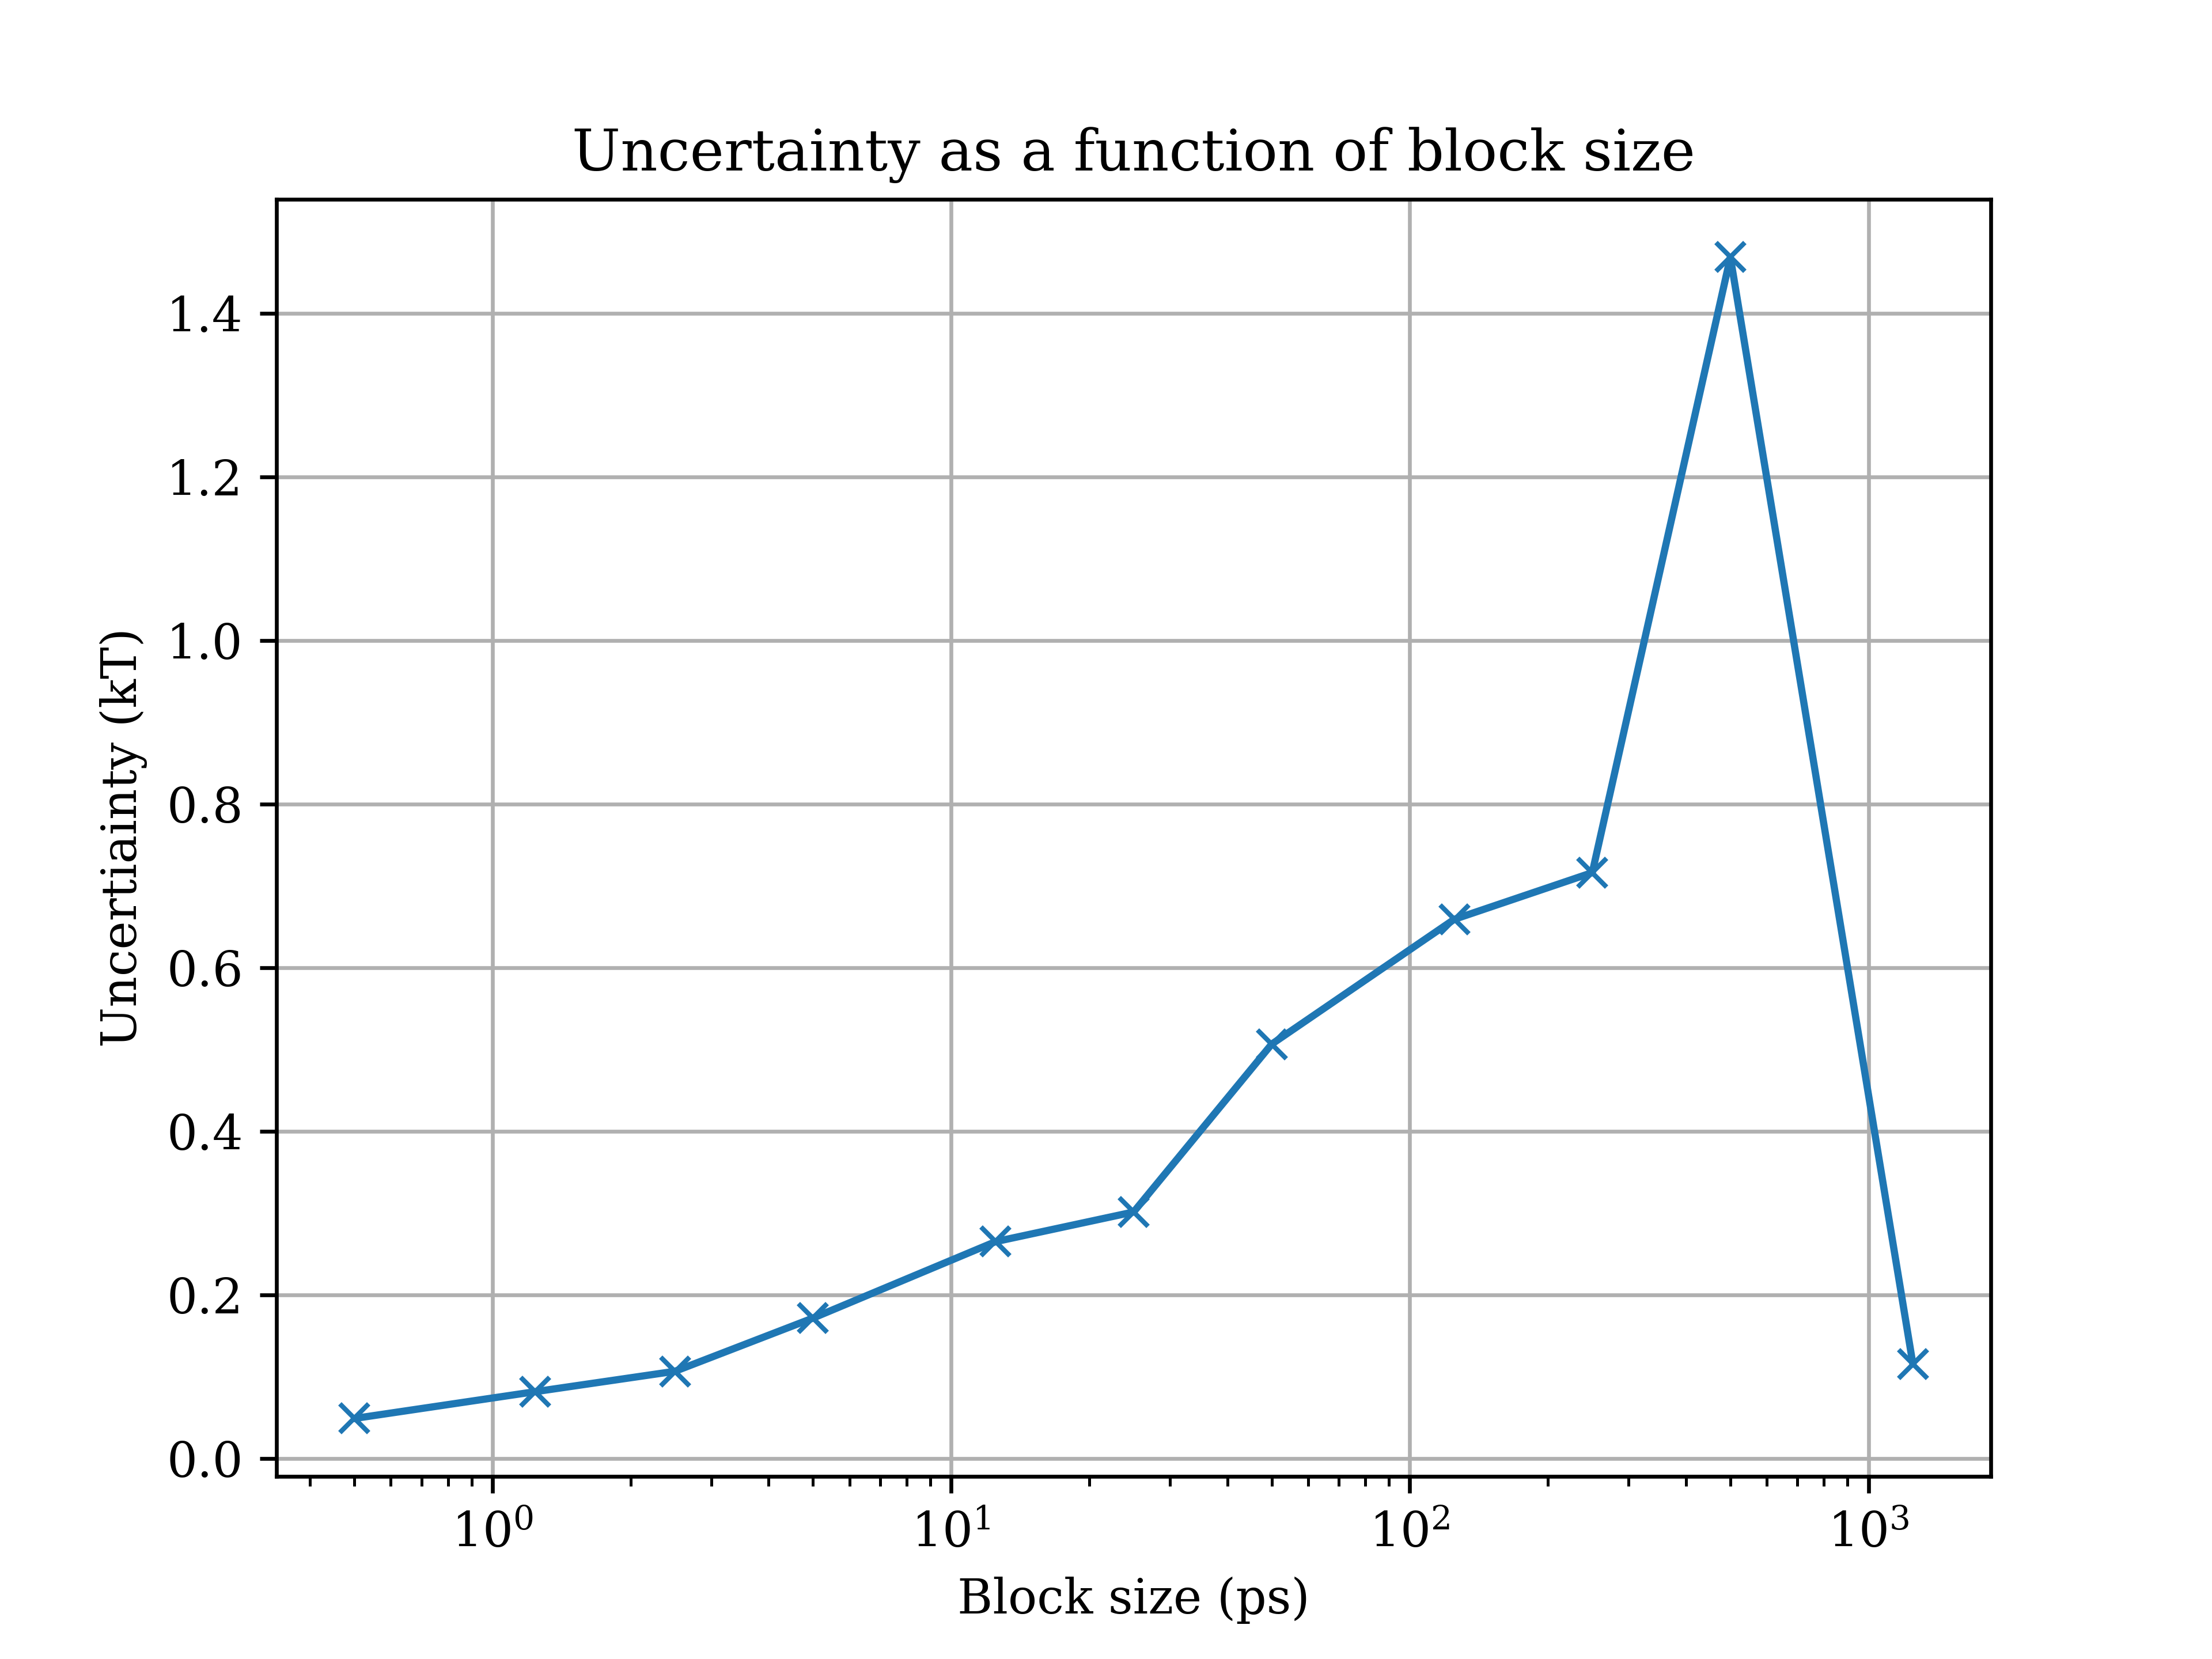 Uncertainty as a function of block size
1.4
1.2
1.0
0.8
0.6
0.4
0.2
0.0
Uncertiainty (kT)
10⁰ 10¹ 10² 10³
Block size (ps)